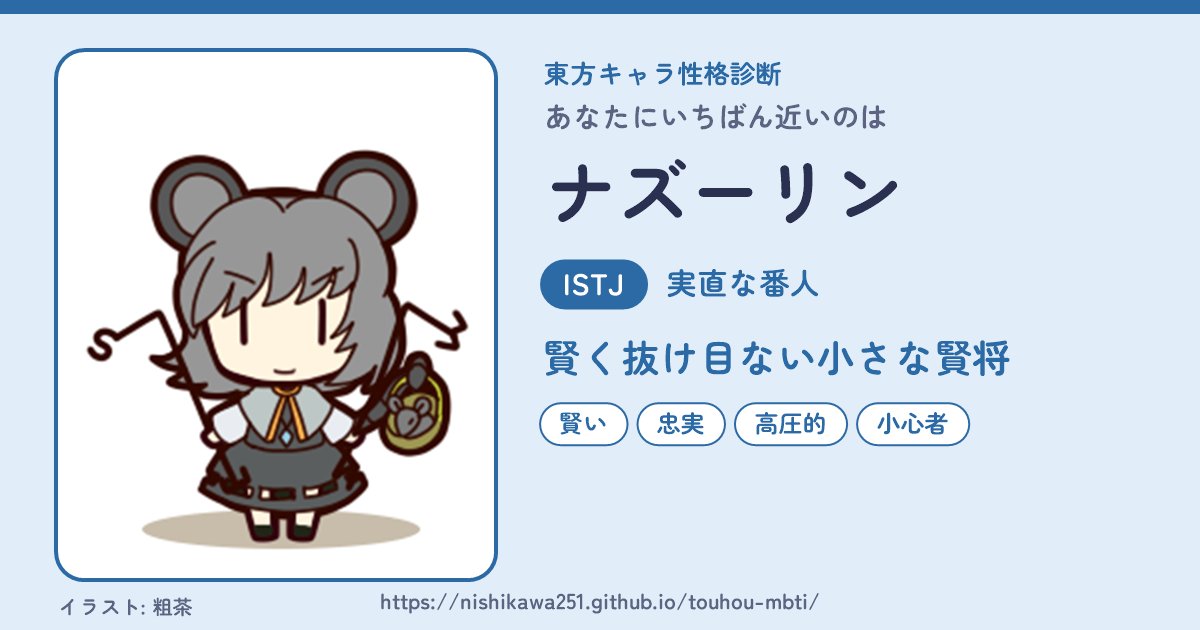 東方キャラ性格診断
あなたにいちばん近いのは
ナズーリン
ISTJ 実直な番人
賢く抜け目ない小さな賢将
賢い 忠実 高圧的 小心者
イラスト: 粗茶
https://nishikawa251.github.io/touhou-mbti/